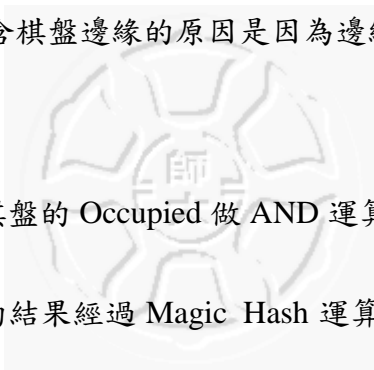 含棋盤邊緣的原因是因為邊
師
棋盤的 Occupied 做 AND 運算
結果經過 Magic Hash 運算